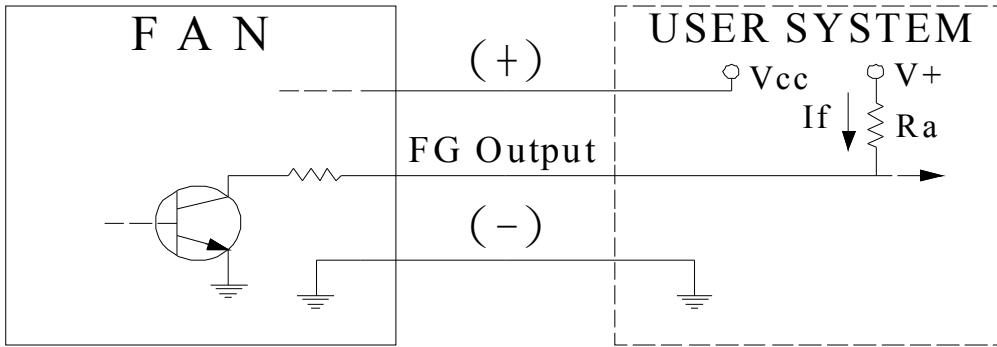 F A N
USER SYSTEM
(+)
Vcc
V+
If
Ra
FG Output
(-)